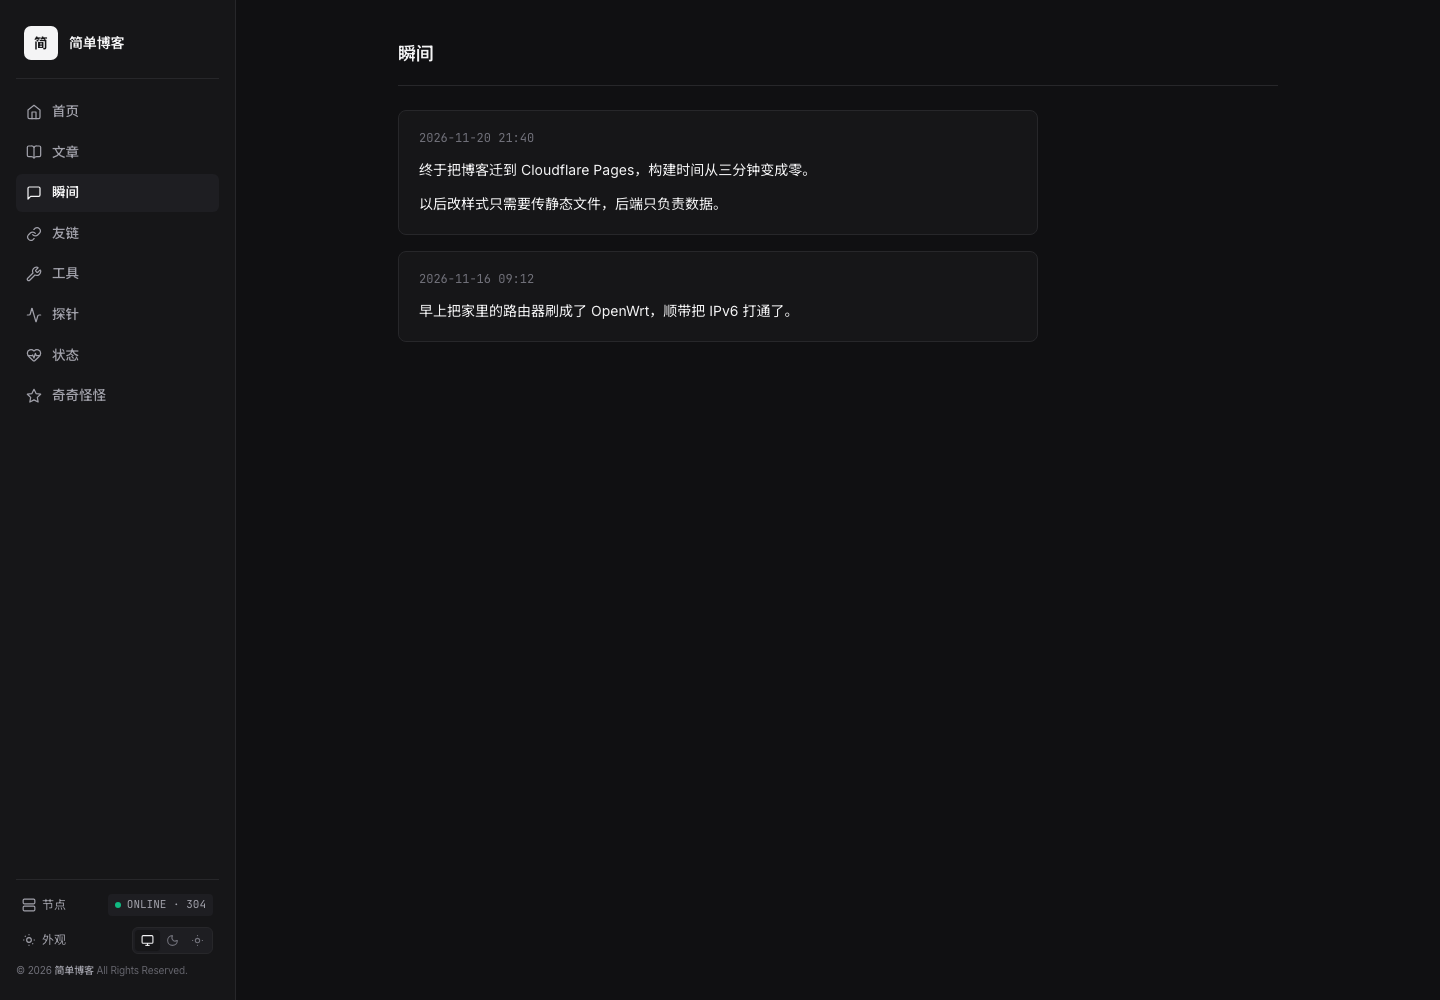 简
简单博客
首页
文章
瞬间
友链
工具
探针
状态
奇奇怪怪
节点
ONLINE · 304
外观
© 2026 简单博客 All Rights Reserved.
瞬间
2026-11-20 21:40
终于把博客迁到 Cloudflare Pages，构建时间从三分钟变成零。
以后改样式只需要传静态文件，后端只负责数据。
2026-11-16 09:12
早上把家里的路由器刷成了 OpenWrt，顺带把 IPv6 打通了。